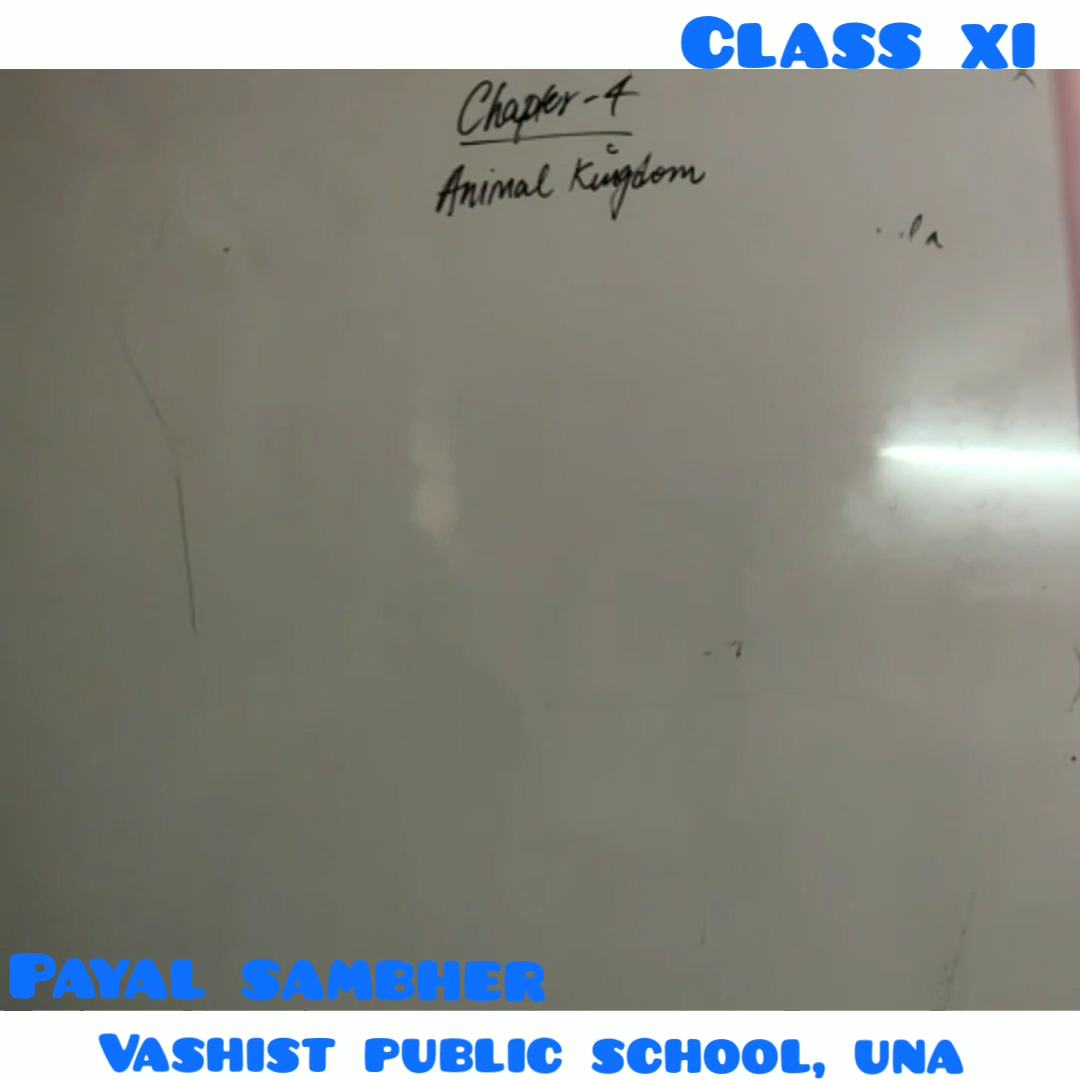 CLASS XI
Chapter-4
Animal Kingdom
PAYAL SAMBHER
VASHIST PUBLIC SCHOOL, UNA